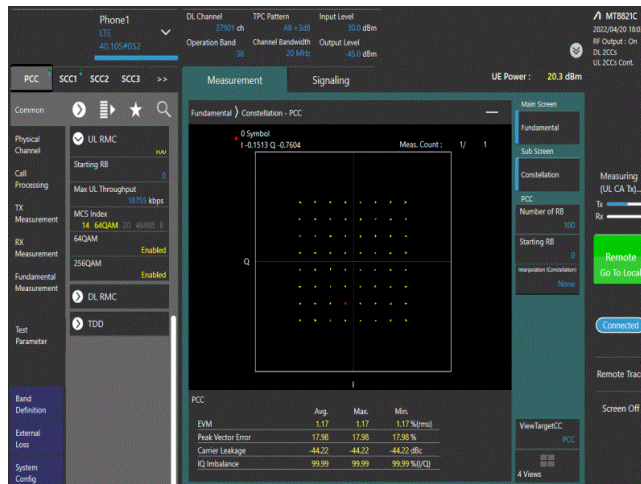 Phone1
LTE
40.105#052
DL Channel
37901 ch
TPC Pattern
All +3dB
Input Level
30.0 dBm
Operation Band
38
Channel Bandwidth
20 MHz
Output Level
-45.0 dBm
MT8821C
2022/04/20 18:0
RF Output : On
DL 2CCs
UL 2CCs Cont.
PCC
SCC1
SCC2
SCC3
>>
Measurement
Signaling
UE Power : 20.3 dBm
Common
Physical
Channel
Call
Processing
TX
Measurement
RX
Measurement
Fundamental
Measurement
Test
Parameter
Band
Definition
External
Loss
System
Config
UL RMC
100
Starting RB
0
Max UL Throughput
18755 kbps
MCS Index
14 64QAM 20 46888 8
64QAM
Enabled
256QAM
Enabled
DL RMC
TDD
Fundamental ⟩ Constellation - PCC
0 Symbol
I -0.1513 Q -0.7604
Meas. Count : 1/ 1
Q
I
PCC
Avg. Max. Min.
EVM 1.17 1.17 1.17 %(rms)
Peak Vector Error 17.98 17.98 17.98 %
Carrier Leakage -44.22 -44.22 -44.22 dBc
IQ Imbalance 99.99 99.99 99.99 %(I/Q)
Main Screen
Fundamental
Sub Screen
Constellation
PCC
Number of RB
100
Starting RB
0
Interpolation (Constellation)
None
ViewTargetCC
PCC
4 Views
Measuring
(UL CA Tx)...
Tx
Rx
Remote
Go To Local
Connected
Remote Trac
Screen Off